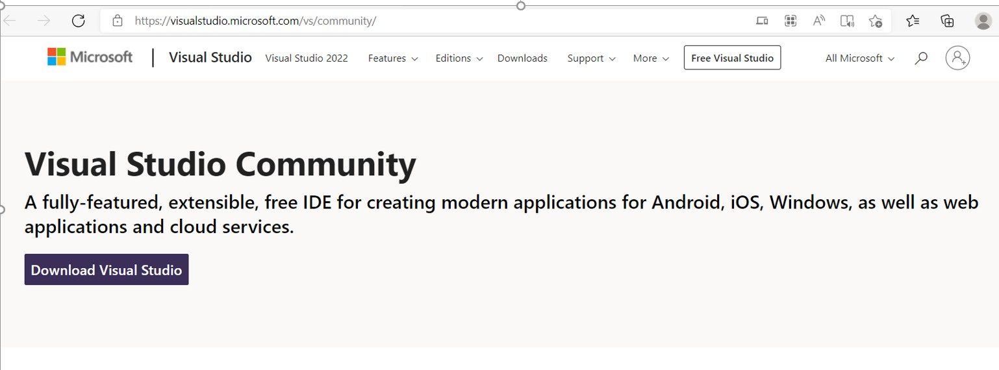 https://visualstudio.microsoft.com/vs/community/
Microsoft | Visual Studio Visual Studio 2022 Features Editions Downloads Support More Free Visual Studio All Microsoft
Visual Studio Community
A fully-featured, extensible, free IDE for creating modern applications for Android, iOS, Windows, as well as web
applications and cloud services.
Download Visual Studio